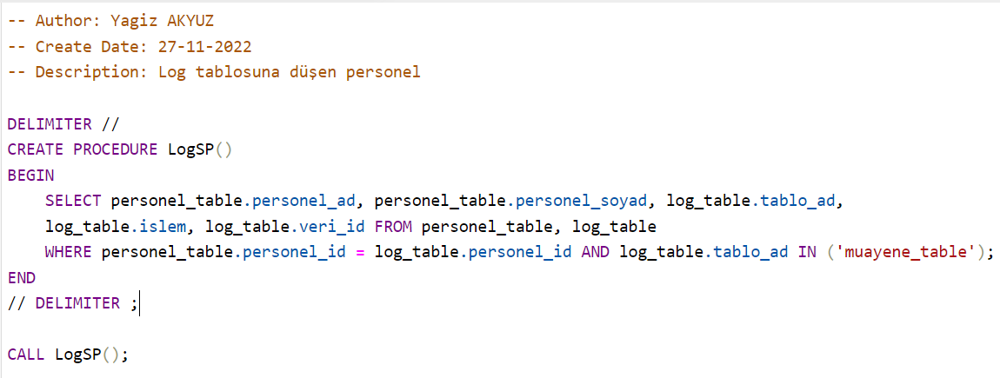 -- Author: Yagiz AKYUZ
-- Create Date: 27-11-2022
-- Description: Log tablosuna düşen personel
DELIMITER //
CREATE PROCEDURE LogSP()
BEGIN
SELECT personel_table.personel_ad, personel_table.personel_soyad, log_table.tablo_ad,
log_table.islem, log_table.veri_id FROM personel_table, log_table
WHERE personel_table.personel_id = log_table.personel_id AND log_table.tablo_ad IN ('muayene_table');
END
// DELIMITER ;
CALL LogSP();